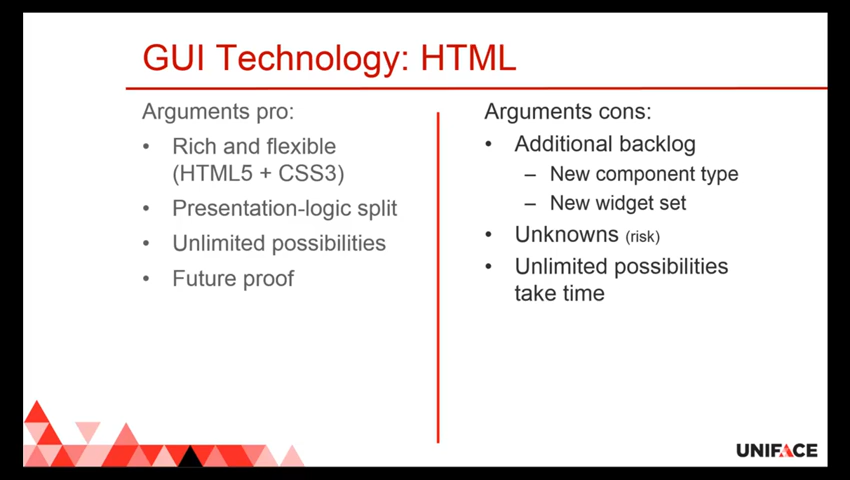 GUI Technology: HTML
Arguments pro:
• Rich and flexible
(HTML5 + CSS3)
• Presentation-logic split
• Unlimited possibilities
• Future proof
Arguments cons:
• Additional backlog
– New component type
– New widget set
• Unknowns (risk)
• Unlimited possibilities
take time
UNIFACE